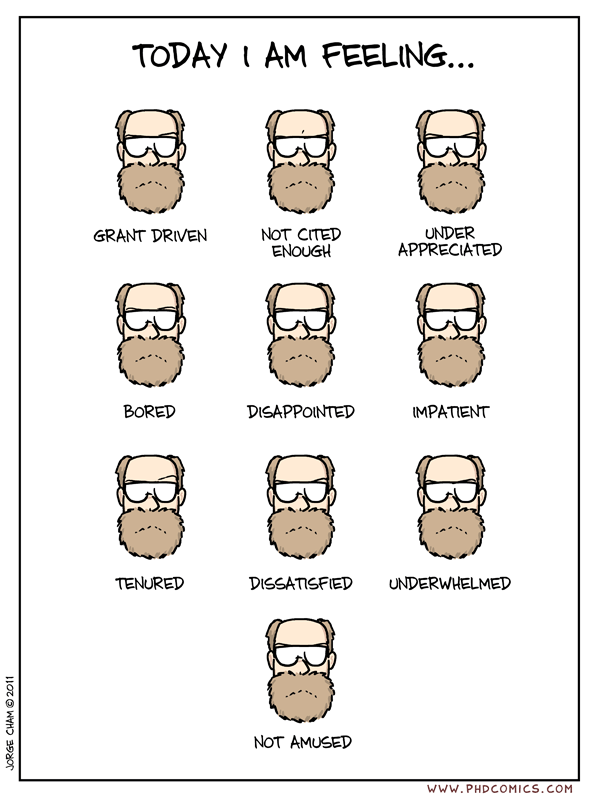 TODAY I AM FEELING...
GRANT DRIVEN
NOT CITED
ENOUGH
UNDER
APPRECIATED
BORED
DISAPPOINTED
IMPATIENT
TENURED
DISSATISFIED
UNDERWHELMED
NOT AMUSED
JORGE CHAM © 2011
WWW.PHDCOMICS.COM